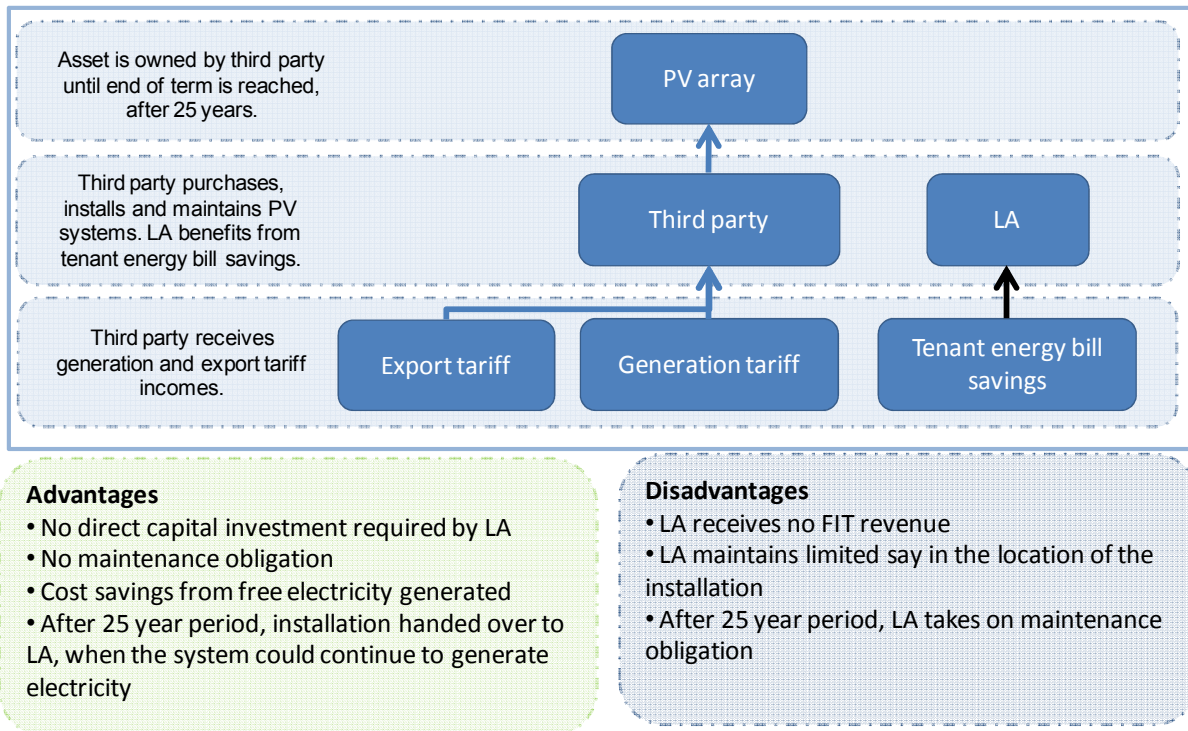 Asset is owned by third party
until end of term is reached,
after 25 years.
PV array
Third party purchases,
installs and maintains PV
systems. LA benefits from
tenant energy bill savings.
Third party
LA
Third party receives
generation and export tariff
incomes.
Export tariff
Generation tariff
Tenant energy bill
savings
Advantages
• No direct capital investment required by LA
• No maintenance obligation
• Cost savings from free electricity generated
• After 25 year period, installation handed over to
LA, when the system could continue to generate
electricity
Disadvantages
• LA receives no FIT revenue
• LA maintains limited say in the location of the
installation
• After 25 year period, LA takes on maintenance
obligation